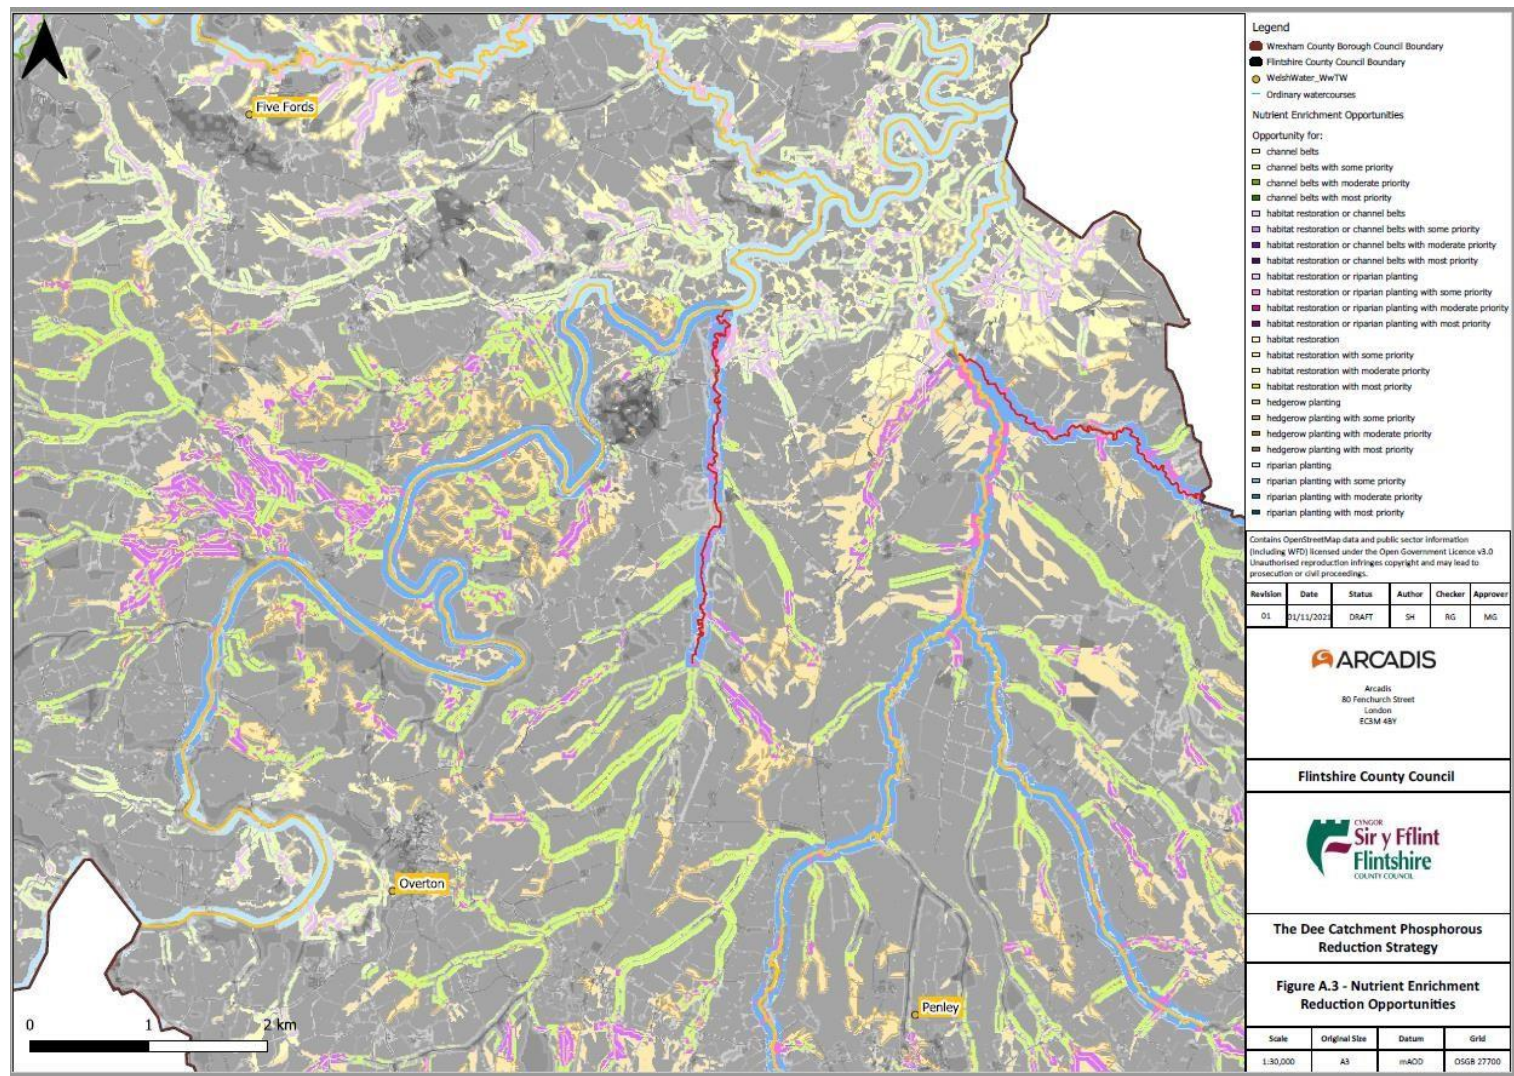 Five Fords
Overton
Penley
0 1 2 km
Legend
Wrexham County Borough Council Boundary
Flintshire County Council Boundary
WelshWater_WwTW
Ordinary watercourses
Nutrient Enrichment Opportunities
Opportunity for:
channel belts
channel belts with some priority
channel belts with moderate priority
channel belts with most priority
habitat restoration or channel belts
habitat restoration or channel belts with some priority
habitat restoration or channel belts with moderate priority
habitat restoration or channel belts with most priority
habitat restoration or riparian planting
habitat restoration or riparian planting with some priority
habitat restoration or riparian planting with moderate priority
habitat restoration or riparian planting with most priority
habitat restoration
habitat restoration with some priority
habitat restoration with moderate priority
habitat restoration with most priority
hedgerow planting
hedgerow planting with some priority
hedgerow planting with moderate priority
hedgerow planting with most priority
riparian planting
riparian planting with some priority
riparian planting with moderate priority
riparian planting with most priority
Contains OpenStreetMap data and public sector information
(including WFD) licensed under the Open Government Licence v3.0
Unauthorised reproduction infringes copyright and may lead to
prosecution or civil proceedings.
Revision Date Status Author Checker Approver
01 01/11/2021 DRAFT SH RG MG
ARCADIS
Arcadis
80 Fenchurch Street
London
EC3M 4BY
Flintshire County Council
CYNGOR
Sir y Fflint
Flintshire
COUNTY COUNCIL
The Dee Catchment Phosphorous
Reduction Strategy
Figure A.3 - Nutrient Enrichment
Reduction Opportunities
Scale Original Size Datum Grid
1:30,000 A3 mAOD OSGB 27700